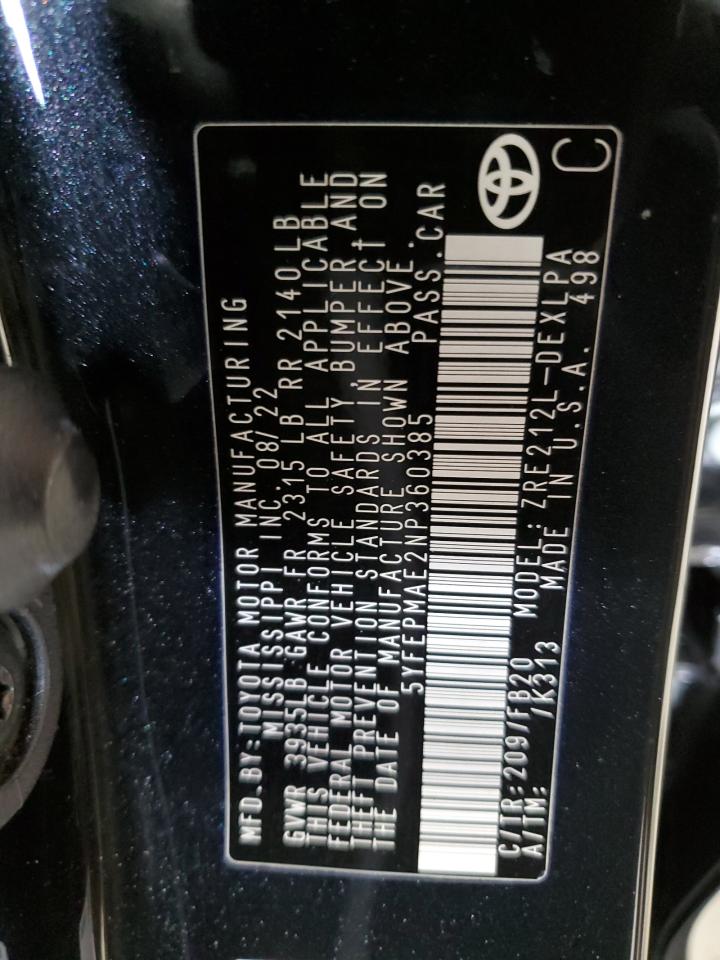 MFD.BY:TOYOTA MOTOR MANUFACTURING
MISSISSIPPI INC. 08/22
GVWR 3935LB GAWR FR 2315 LB RR 2140 LB
THIS VEHICLE CONFORMS TO ALL APPLICABLE
FEDERAL MOTOR VEHICLE SAFETY, BUMPER, AND
THEFT PREVENTION STANDARDS IN EFFECT ON
THE DATE OF MANUFACTURE SHOWN ABOVE.
5YFEPMAE2NP360385 PASS.CAR
C/TR:209/FB20 MODEL:ZRE212L-DEXLPA
A/TM: /K313 MADE IN U.S.A. 498
C